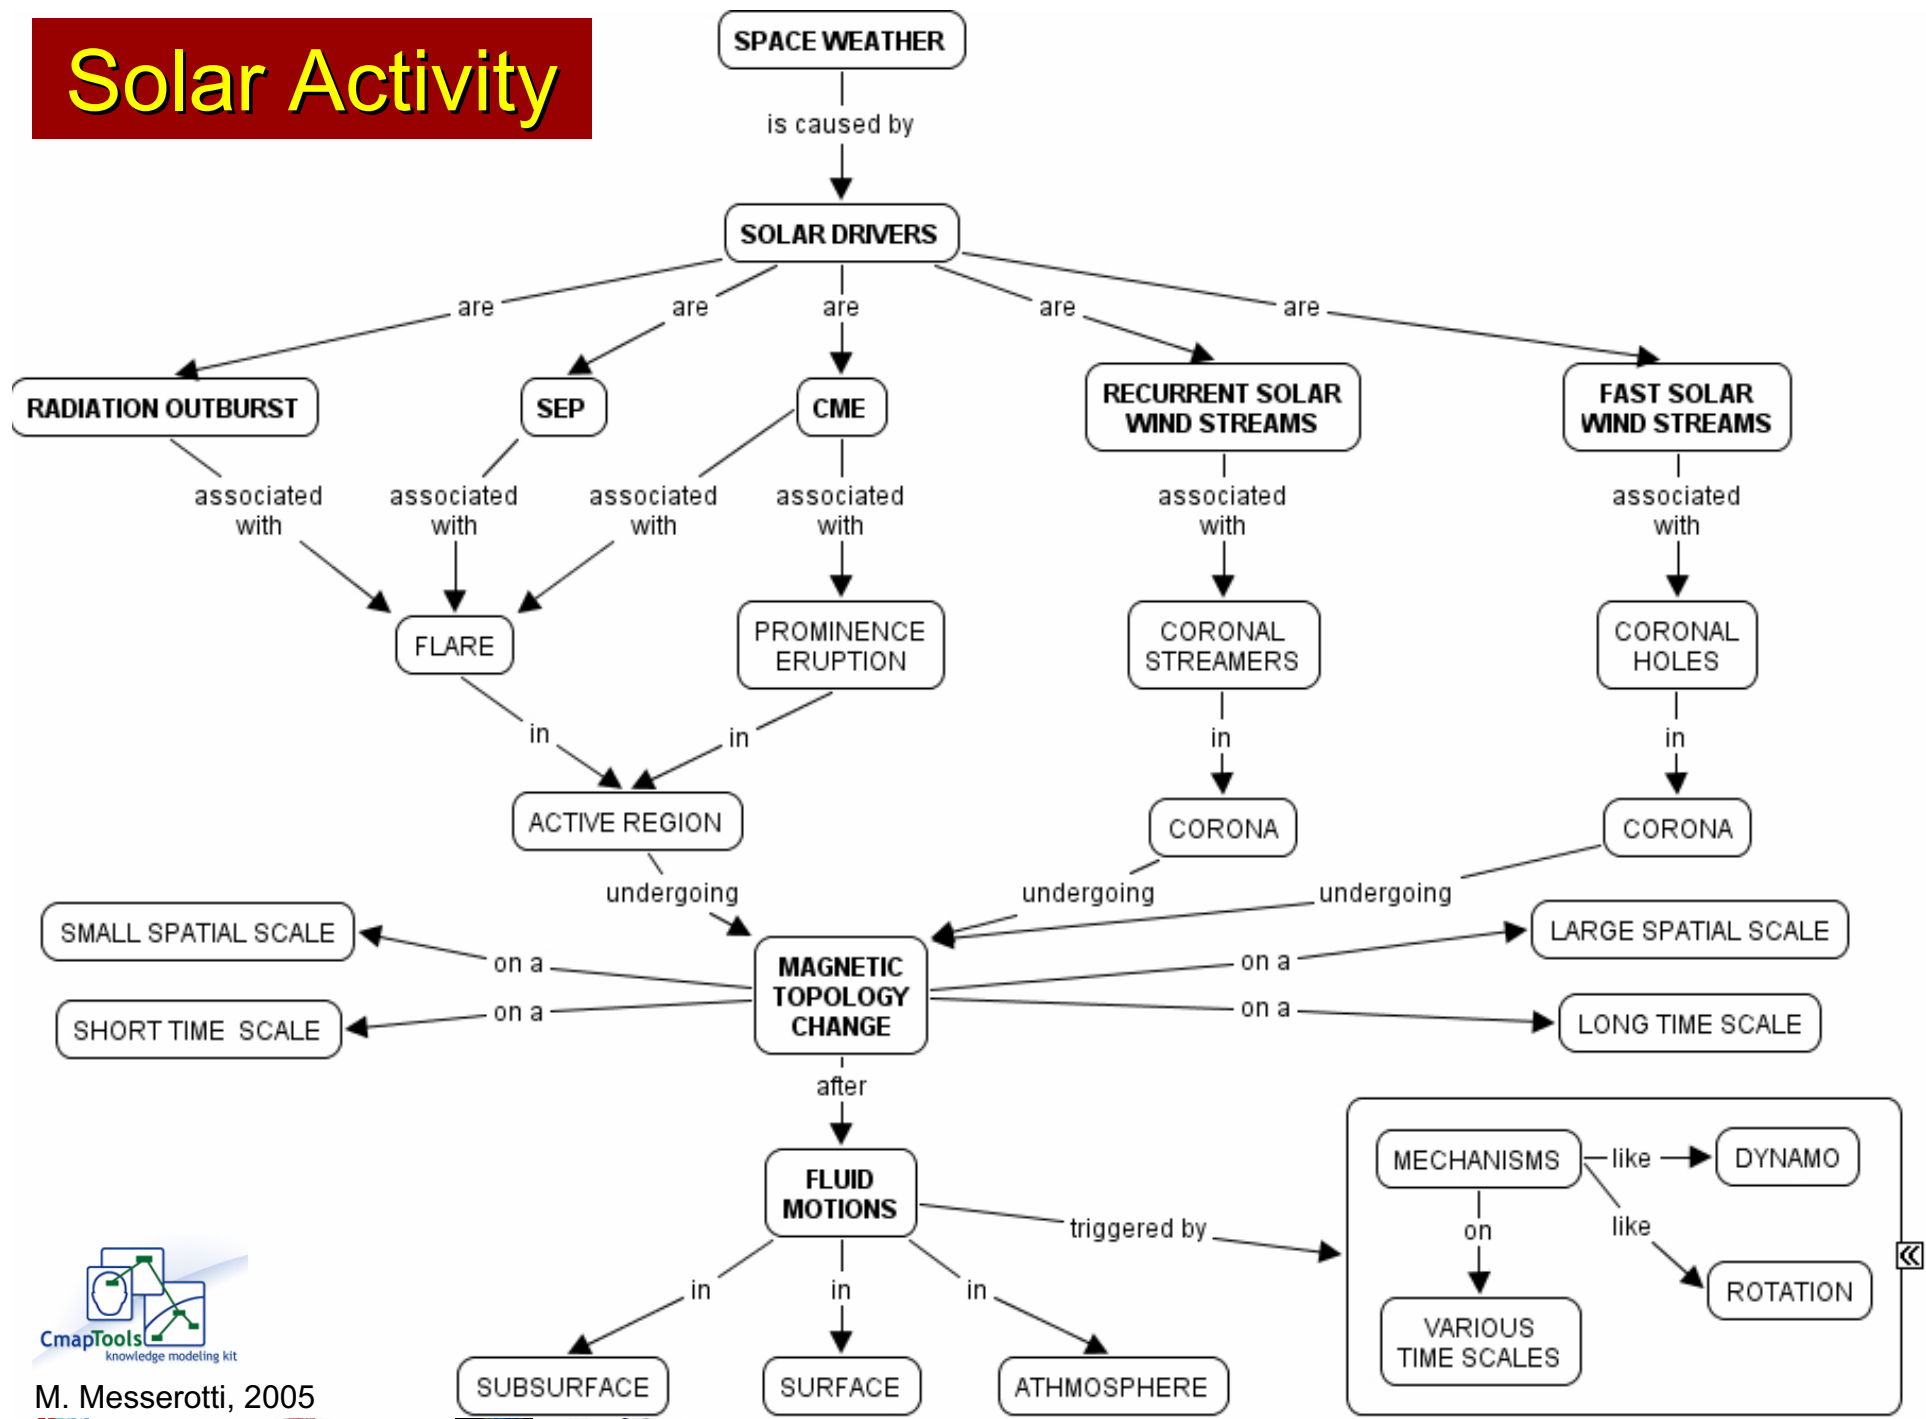 Solar Activity
SPACE WEATHER
is caused by
SOLAR DRIVERS
are are are are are
RADIATION OUTBURST
SEP
CME
RECURRENT SOLAR
WIND STREAMS
FAST SOLAR
WIND STREAMS
associated
with
associated
with
associated
with
associated
with
associated
with
associated
with
FLARE
PROMINENCE
ERUPTION
CORONAL
STREAMERS
CORONAL
HOLES
in in in in
ACTIVE REGION
CORONA
CORONA
undergoing undergoing undergoing
SMALL SPATIAL SCALE
on a
LARGE SPATIAL SCALE
on a
MAGNETIC
TOPOLOGY
CHANGE
SHORT TIME  SCALE
on a
on a
LONG TIME SCALE
after
FLUID
MOTIONS
triggered by
MECHANISMS
like
DYNAMO
on
like
ROTATION
VARIOUS
TIME SCALES
in in in
SUBSURFACE
SURFACE
ATHMOSPHERE
CmapTools
knowledge modeling kit
M. Messerotti, 2005